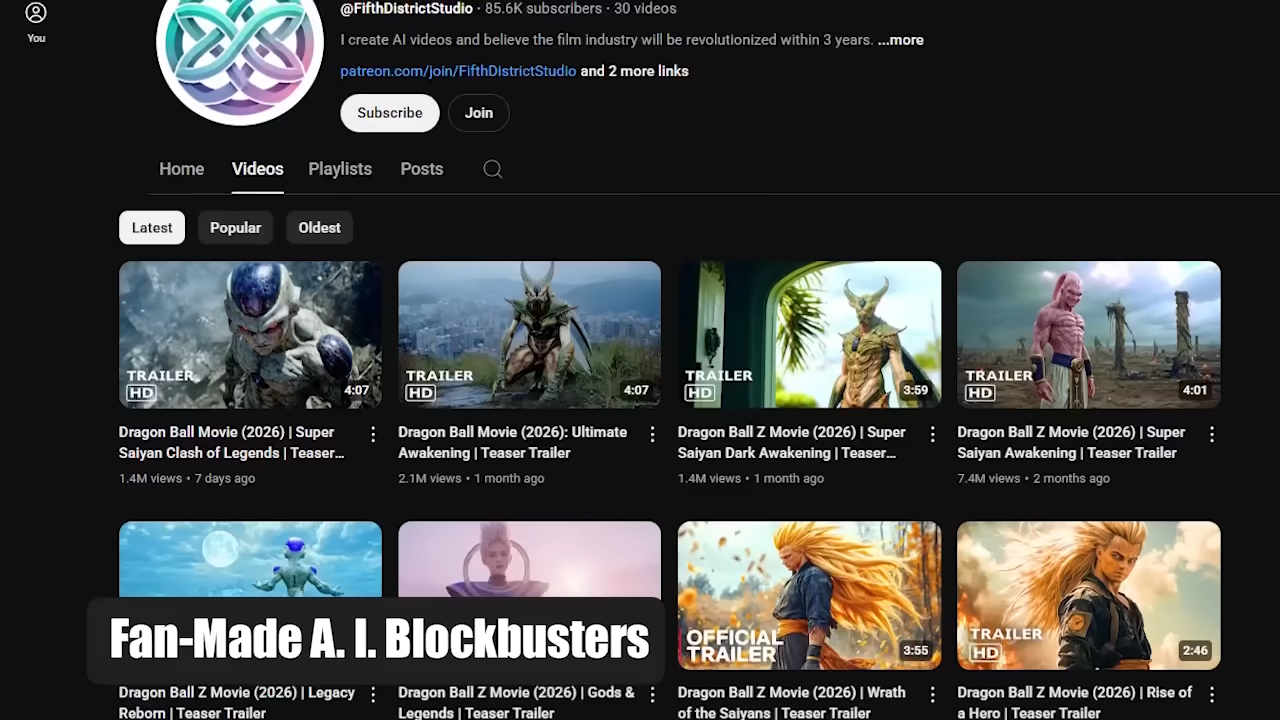 @FifthDistrictStudio · 85.6K subscribers · 30 videos
You
I create AI videos and believe the film industry will be revolutionized within 3 years. ...more
patreon.com/join/FifthDistrictStudio and 2 more links
Subscribe
Join
Home
Videos
Playlists
Posts
Latest
Popular
Oldest
TRAILER
HD
4:07
TRAILER
HD
4:07
TRAILER
HD
3:59
TRAILER
HD
4:01
Dragon Ball Movie (2026) | Super
Saiyan Clash of Legends | Teaser...
1.4M views • 7 days ago
Dragon Ball Movie (2026): Ultimate
Awakening | Teaser Trailer
2.1M views • 1 month ago
Dragon Ball Z Movie (2026) | Super
Saiyan Dark Awakening | Teaser...
1.4M views • 1 month ago
Dragon Ball Z Movie (2026) | Super
Saiyan Awakening | Teaser Trailer
7.4M views • 2 months ago
Fan-Made A. I. Blockbusters
OFFICIAL
TRAILER
3:55
TRAILER
HD
2:46
Dragon Ball Z Movie (2026) | Legacy
Reborn | Teaser Trailer
Dragon Ball Z Movie (2026) | Gods &
Legends | Teaser Trailer
Dragon Ball Z Movie (2026) | Wrath
of the Saiyans | Teaser Trailer
Dragon Ball Z Movie (2026) | Rise of
a Hero | Teaser Trailer